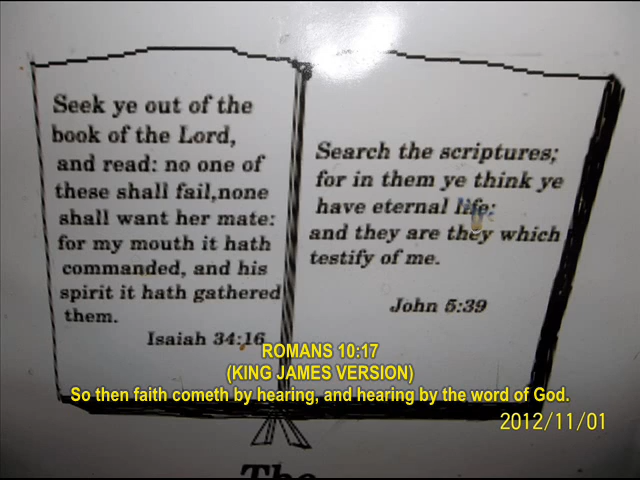 Seek ye out of the
book of the Lord,
and read: no one of
these shall fail,none
shall want her mate:
for my mouth it hath
commanded, and his
spirit it hath gathered
them.
Isaiah 34:16
Search the scriptures;
for in them ye think ye
have eternal life:
and they are they which
testify of me.
John 5:39
ROMANS 10:17
(KING JAMES VERSION)
So then faith cometh by hearing, and hearing by the word of God.
2012/11/01
The